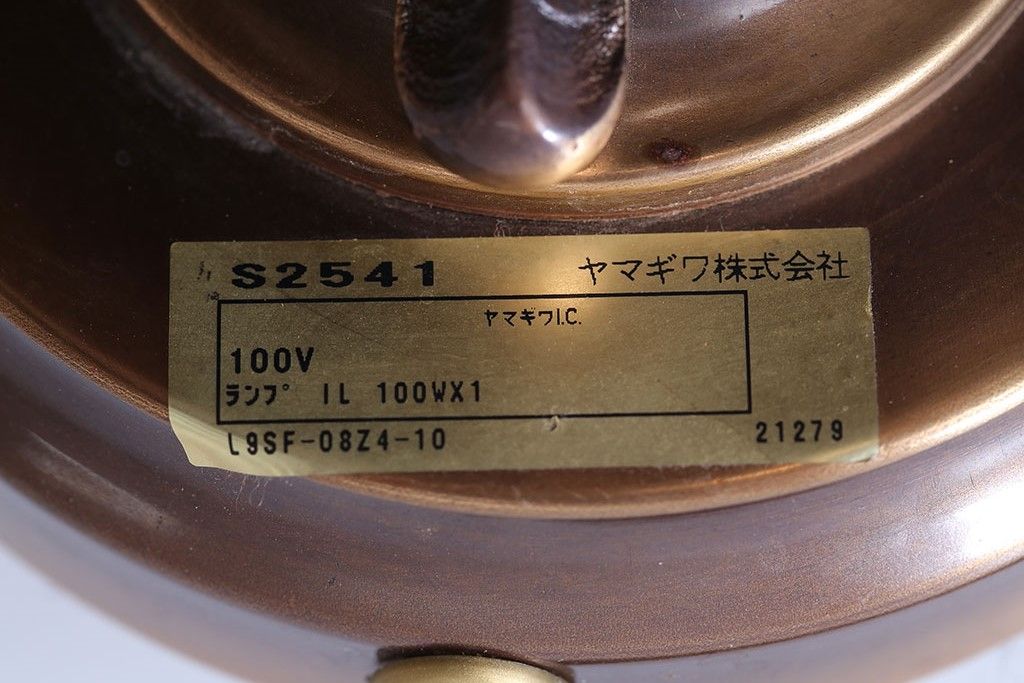 S2541 ヤマギワ株式会社
ヤマギワI.C.
100V
ランプ IL 100WX1
L9SF-08Z4-10 21279